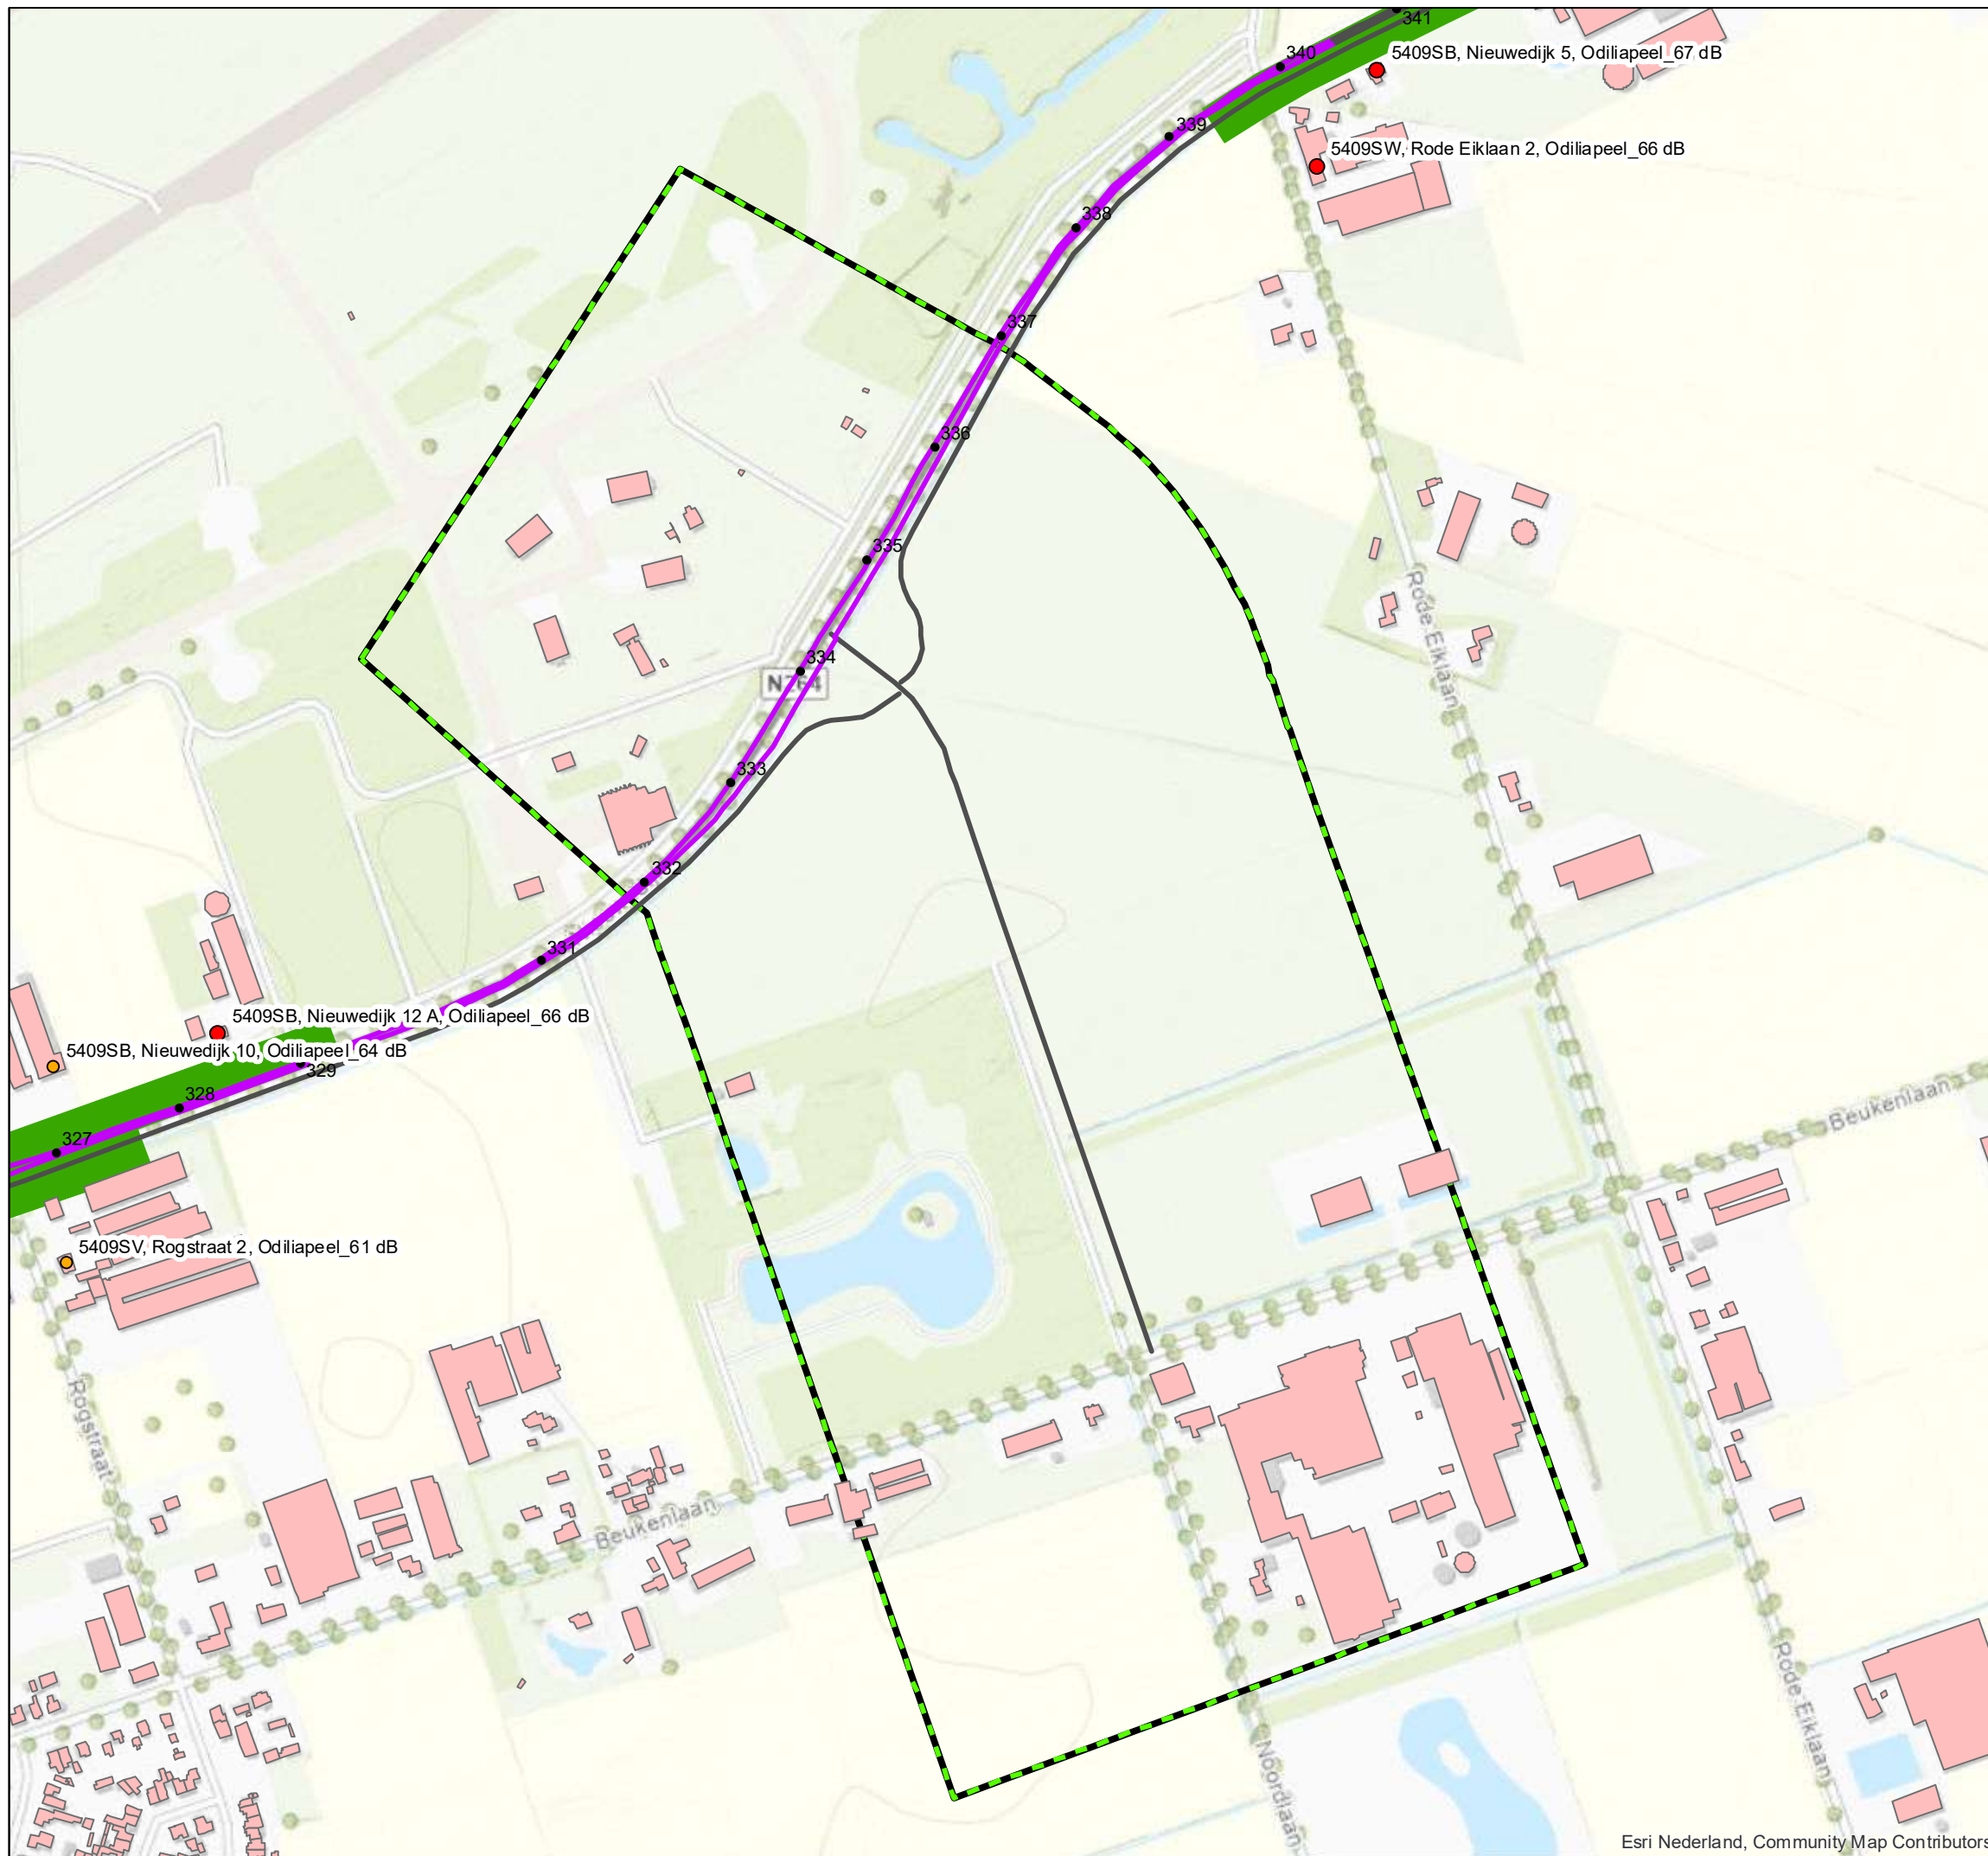 341
340
5409SB, Nieuwedijk 5, Odiliapeel_67 dB
339
5409SW, Rode Eiklaan 2, Odiliapeel_66 dB
338
337
336
335
Rode Eiklaan
334
N264
333
332
331
5409SB, Nieuwedijk 12 A, Odiliapeel_66 dB
5409SB, Nieuwedijk 10, Odiliapeel_64 dB
329
328
Beukenlaan
327
5409SV, Rogstraat 2, Odiliapeel_61 dB
Rogstraat
Beukenlaan
Rode Eiklaan
Noordlaan
Esri Nederland, Community Map Contributors